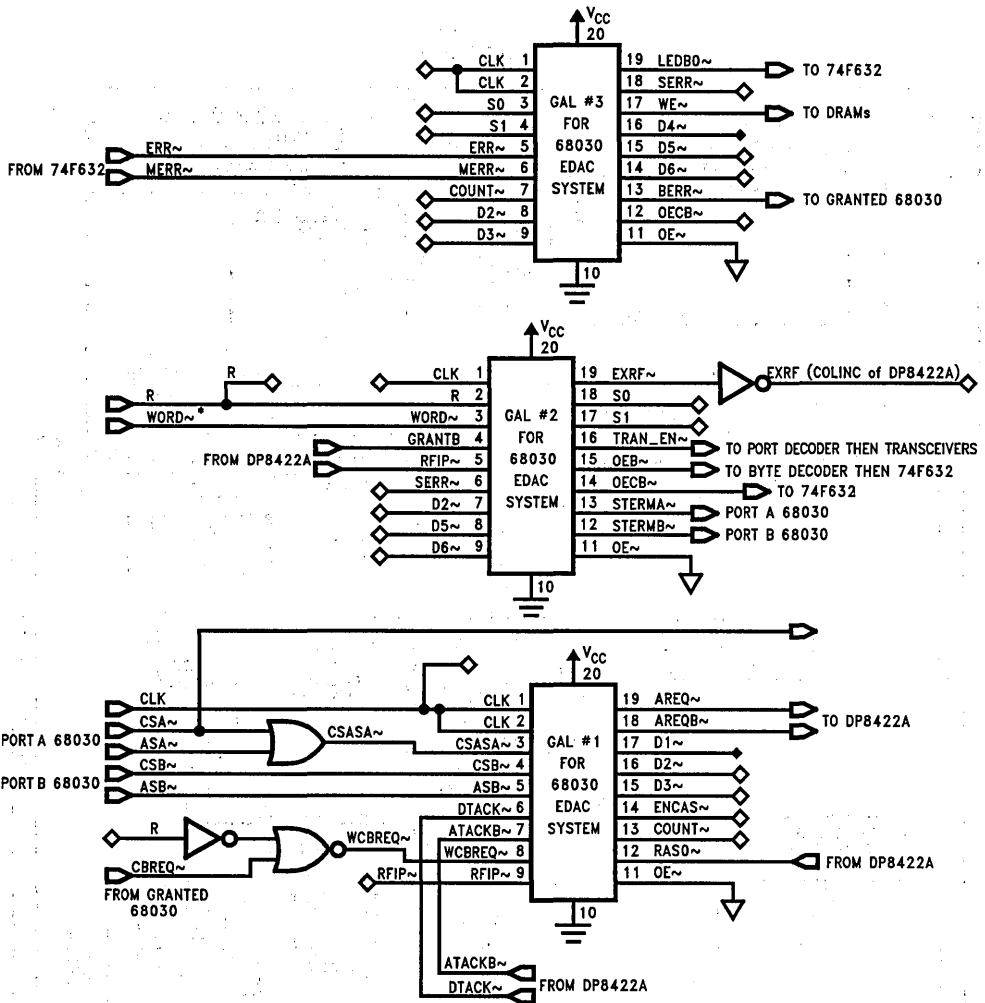 VCC
20
CLK 1 19 LEDBO~ TO 74F632
CLK 2 18 SERR~
S0 3 GAL #3 17 WE~ TO DRAMs
S1 4 FOR 16 D4~
FROM 74F632 ERR~ ERR~ 5 68030 15 D5~
MERR~ MERR~ 6 EDAC 14 D6~
COUNT~ 7 SYSTEM 13 BERR~ TO GRANTED 68030
D2~ 8 12 OECB~
D3~ 9 11 OE~
10
VCC
20
R CLK 1 19 EXRF~ EXRF (COLINC of DP8422A)
R R 2 18 S0
WORD~* WORD~ 3 GAL #2 17 S1
GRANTB 4 FOR 16 TRAN_EN~ TO PORT DECODER THEN TRANSCEIVERS
FROM DP8422A RFIP~ 5 68030 15 OEB~ TO BYTE DECODER THEN 74F632
SERR~ 6 EDAC 14 OECB~ TO 74F632
D2~ 7 SYSTEM 13 STERMA~ PORT A 68030
D5~ 8 12 STERMB~ PORT B 68030
D6~ 9 11 OE~
10
VCC
20
CLK CLK 1 19 AREQ~
CSA~ CLK 2 18 AREQB~ TO DP8422A
PORT A 68030 ASA~ CSASA~ CSASA~ 3 GAL #1 17 D1~
PORT B 68030 CSB~ CSB~ 4 FOR 16 D2~
ASB~ ASB~ 5 68030 15 D3~
DTACK~ 6 EDAC 14 ENCAS~
R ATACKB~ 7 SYSTEM 13 COUNT~
WCBREQ~ WCBREQ~ 8 12 RAS0~ FROM DP8422A
CBREQ~ RFIP~ RFIP~ 9 11 OE~
FROM GRANTED
68030
10
ATACKB~
DTACK~ FROM DP8422A